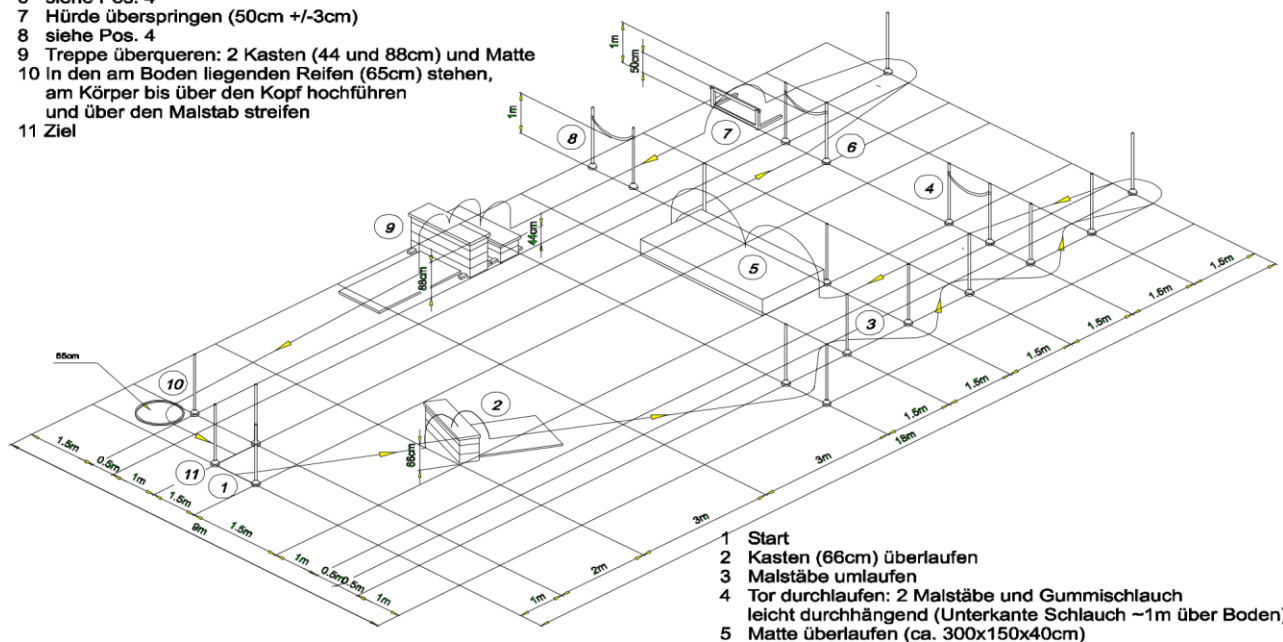 6 siehe Pos. 4
7 Hürde überspringen (50cm +/-3cm)
8 siehe Pos. 4
9 Treppe überqueren: 2 Kasten (44 und 88cm) und Matte
10 In den am Boden liegenden Reifen (65cm) stehen,
am Körper bis über den Kopf hochführen
und über den Malstab streifen
11 Ziel
1m
50cm
1m
7
8
6
4
9
44cm
88cm
5
3
65cm
10
2
66cm
11
1
1.5m
0.5m
1m
1.5m
1.5m
1m
0.5m
0.5m
1m
9m
1m
2m
3m
3m
1.5m
1.5m
1.5m
1.5m
1.5m
1.5m
18m
1 Start
2 Kasten (66cm) überlaufen
3 Malstäbe umlaufen
4 Tor durchlaufen: 2 Malstäbe und Gummischlauch
leicht durchhängend (Unterkante Schlauch ~1m über Boden)
5 Matte überlaufen (ca. 300x150x40cm)